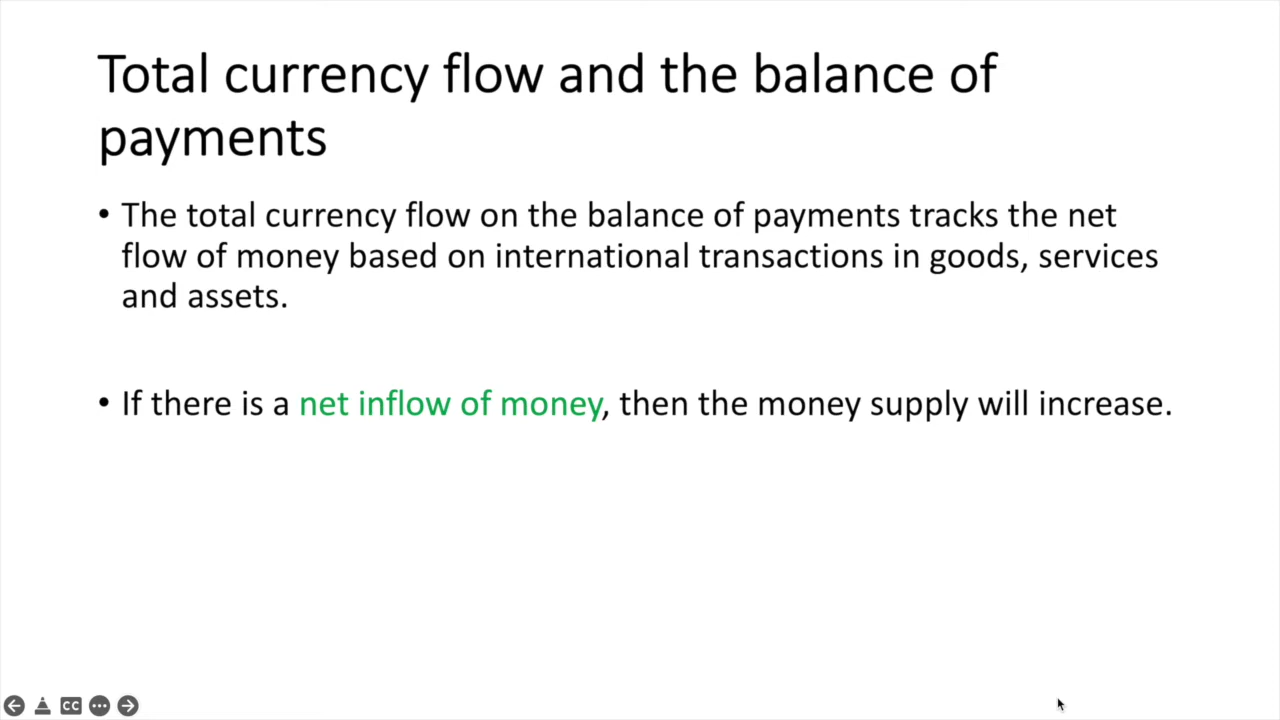 Total currency flow and the balance of
payments
• The total currency flow on the balance of payments tracks the net
flow of money based on international transactions in goods, services
and assets.
• If there is a net inflow of money, then the money supply will increase.
CC